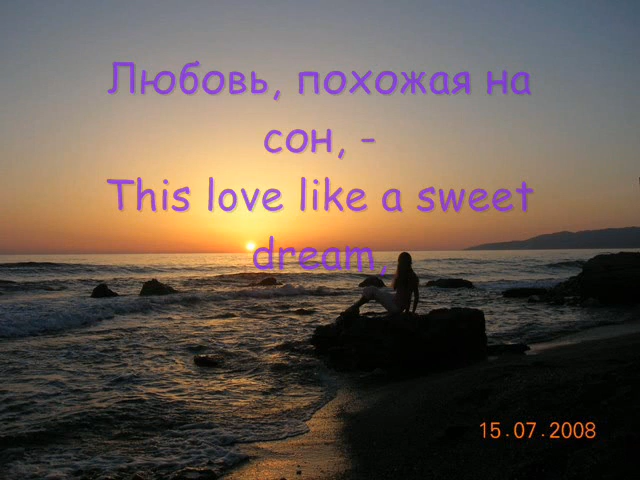 Любовь, похожая на
сон, -
This love like a sweet
dream,
15.07.2008